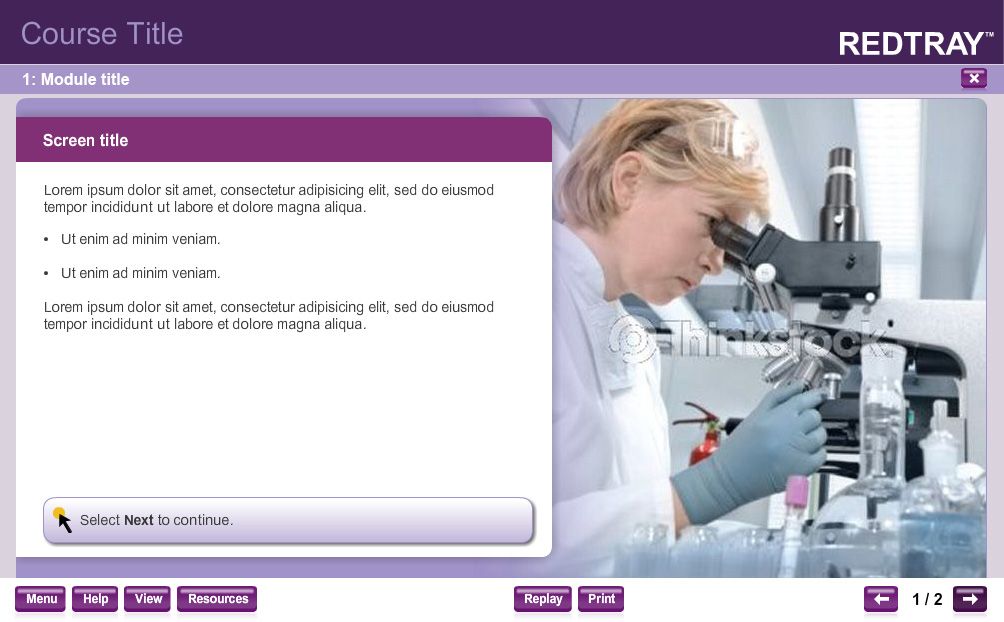 Course Title
REDTRAY™
1: Module title
Screen title
Lorem ipsum dolor sit amet, consectetur adipisicing elit, sed do eiusmod
tempor incididunt ut labore et dolore magna aliqua.
• Ut enim ad minim veniam.
• Ut enim ad minim veniam.
Lorem ipsum dolor sit amet, consectetur adipisicing elit, sed do eiusmod
tempor incididunt ut labore et dolore magna aliqua.
Thinkstock
Select Next to continue.
Menu Help View Resources Replay Print 1 / 2